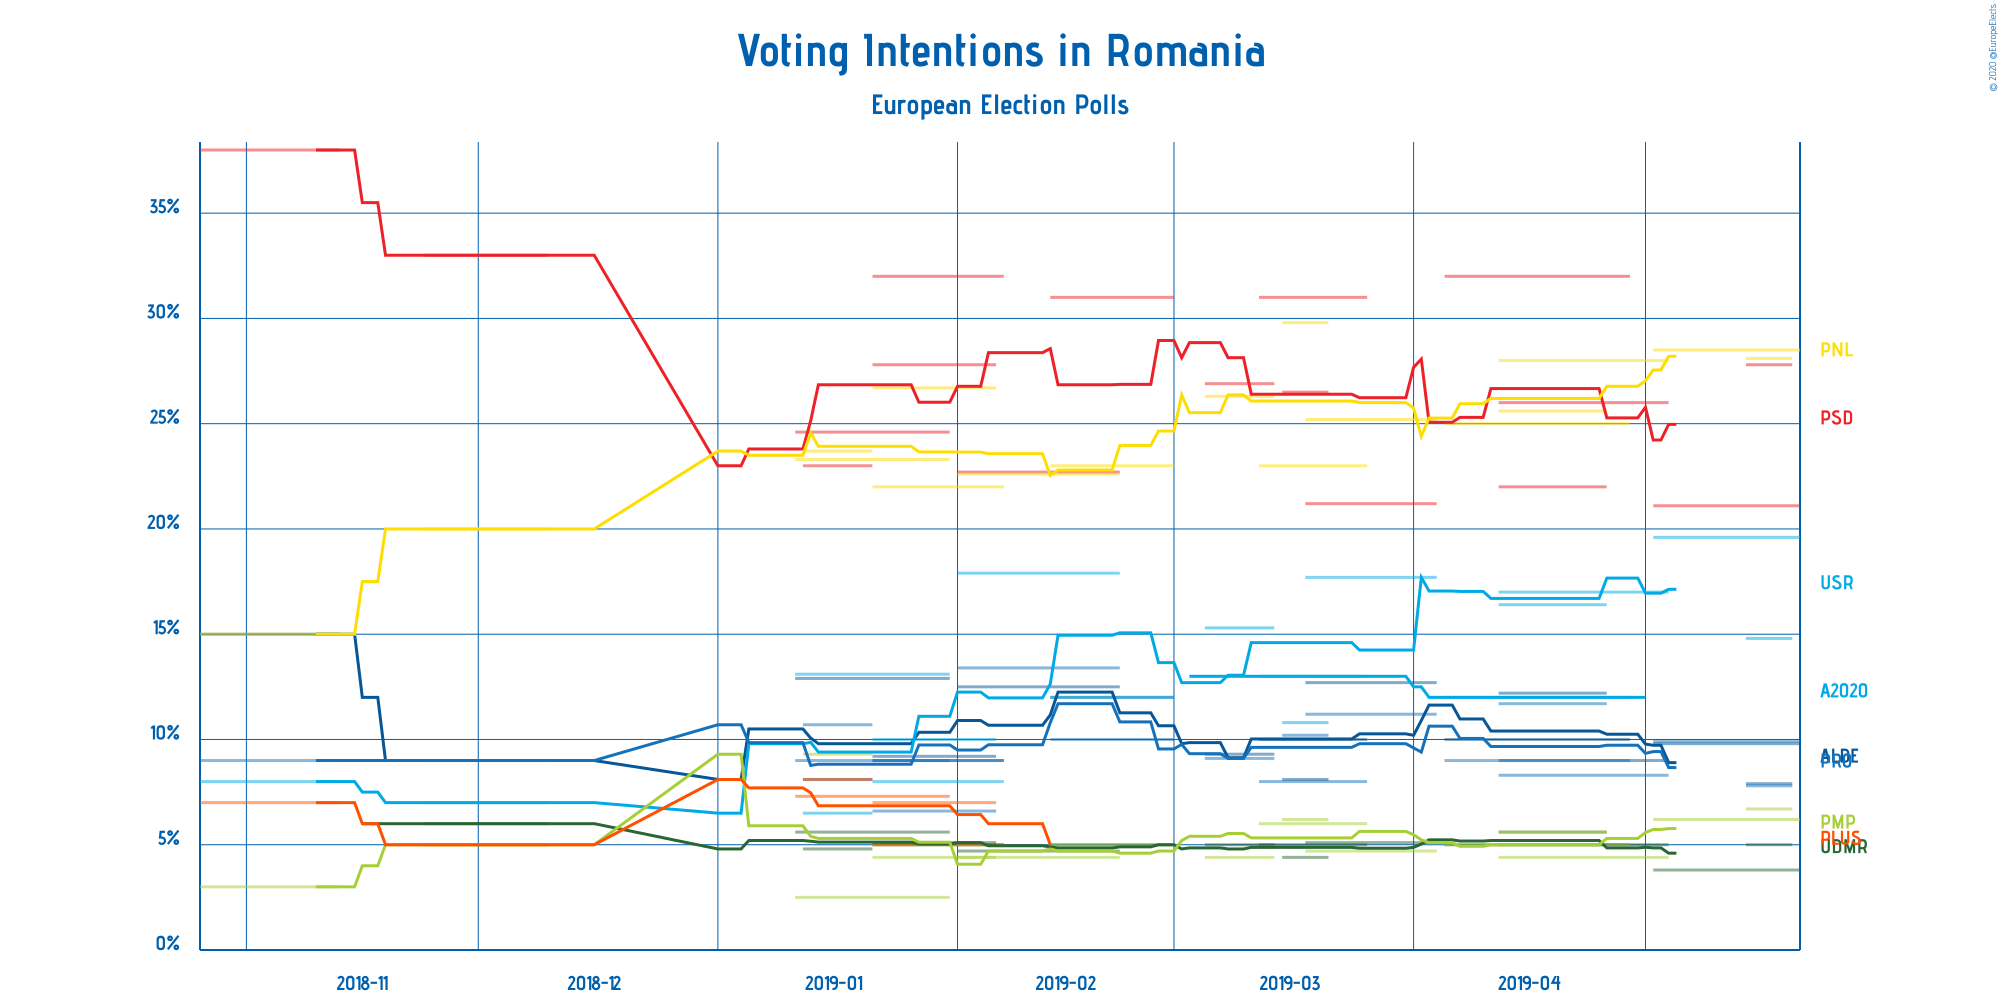 Voting Intentions in Romania
European Election Polls
© 2020 @EuropeElects
35%
30%
25%
20%
15%
10%
5%
0%
PNL
PSD
USR
A2020
ALDE
PRO
PMP
PLUS
UDMR
2018-11
2018-12
2019-01
2019-02
2019-03
2019-04